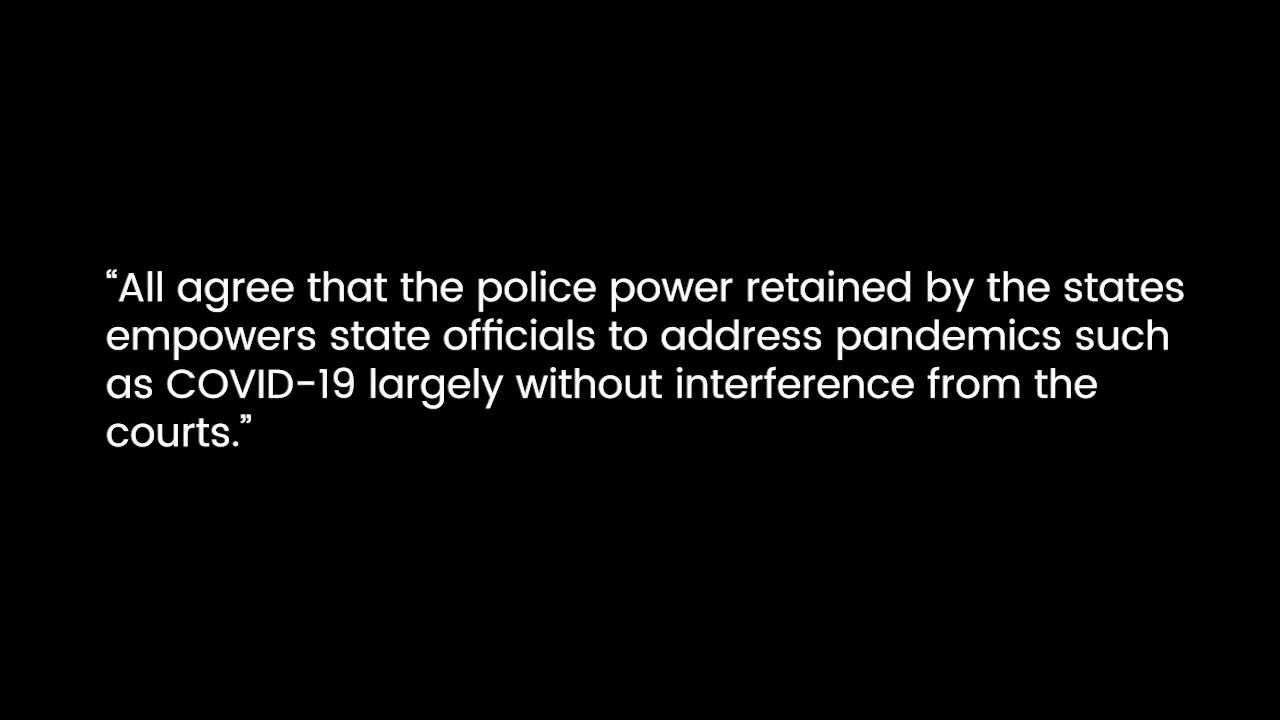 “All agree that the police power retained by the states
empowers state officials to address pandemics such
as COVID-19 largely without interference from the
courts.”